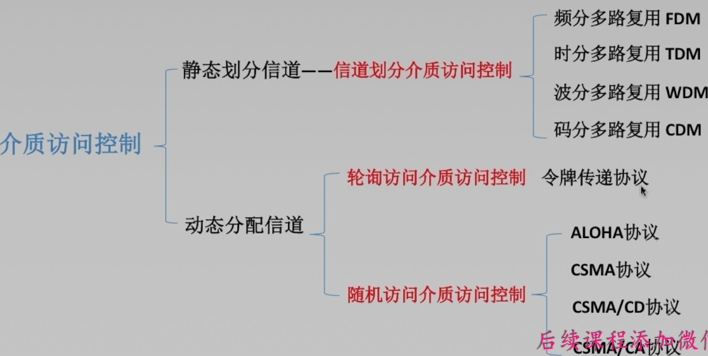 频分多路复用 FDM
时分多路复用 TDM
静态划分信道——信道划分介质访问控制
波分多路复用 WDM
码分多路复用 CDM
介质访问控制
轮询访问介质访问控制 令牌传递协议
动态分配信道
ALOHA协议
CSMA协议
随机访问介质访问控制
CSMA/CD协议
后续课程添加微信
CSMA/CA协议